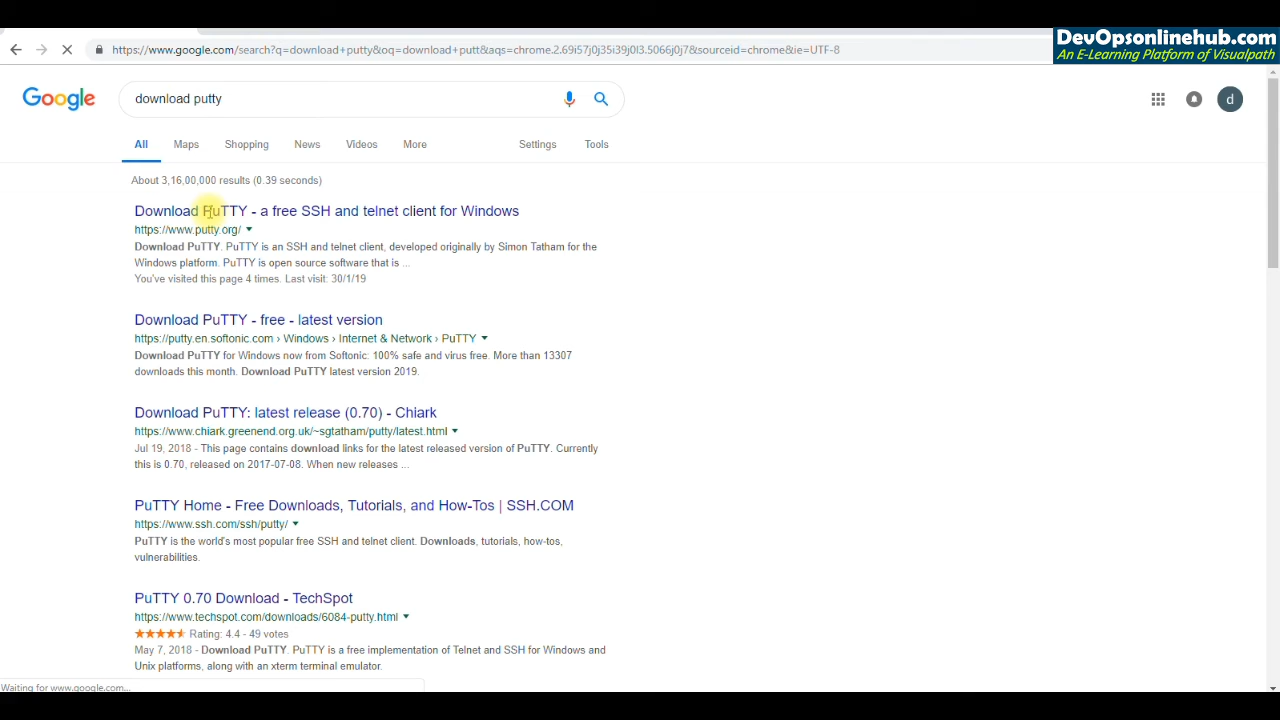 https://www.google.com/search?q=download+putty&oq=download+putt&aqs=chrome.2.69i57j0j35i39j0l3.5066j0j7&sourceid=chrome&ie=UTF-8
DevOpsonlinehub.com
An E-Learning Platform of Visualpath
Google
download putty
d
All Maps Shopping News Videos More Settings Tools
About 3,16,00,000 results (0.39 seconds)
Download PuTTY - a free SSH and telnet client for Windows
https://www.putty.org/
Download PuTTY. PuTTY is an SSH and telnet client, developed originally by Simon Tatham for the
Windows platform. PuTTY is open source software that is ...
You've visited this page 4 times. Last visit: 30/1/19
Download PuTTY - free - latest version
https://putty.en.softonic.com › Windows › Internet & Network › PuTTY
Download PuTTY for Windows now from Softonic: 100% safe and virus free. More than 13307
downloads this month. Download PuTTY latest version 2019.
Download PuTTY: latest release (0.70) - Chiark
https://www.chiark.greenend.org.uk/~sgtatham/putty/latest.html
Jul 19, 2018 - This page contains download links for the latest released version of PuTTY. Currently
this is 0.70, released on 2017-07-08. When new releases ...
PuTTY Home - Free Downloads, Tutorials, and How-Tos | SSH.COM
https://www.ssh.com/ssh/putty/
PuTTY is the world's most popular free SSH and telnet client. Downloads, tutorials, how-tos,
vulnerabilities.
PuTTY 0.70 Download - TechSpot
https://www.techspot.com/downloads/6084-putty.html
Rating: 4.4 - 49 votes
May 7, 2018 - Download PuTTY. PuTTY is a free implementation of Telnet and SSH for Windows and
Unix platforms, along with an xterm terminal emulator.
Waiting for www.google.com...